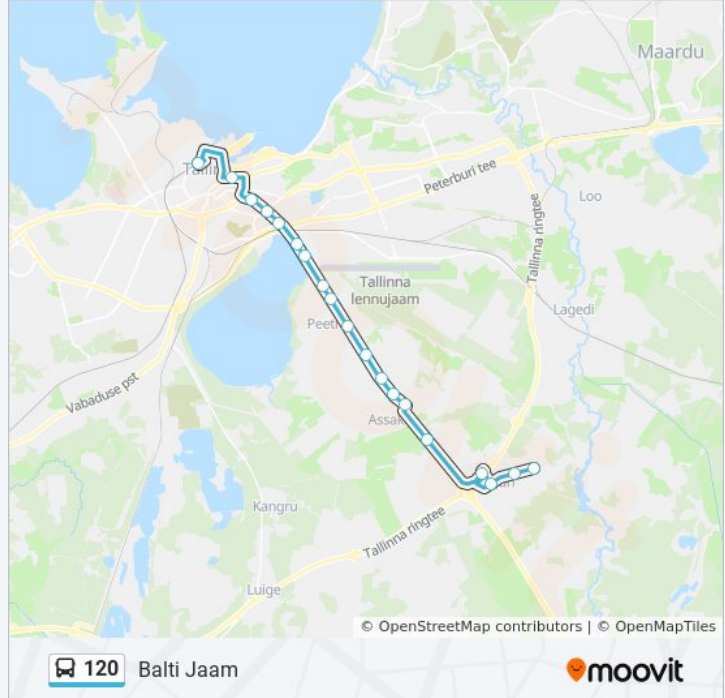 Maardu
Tallinn
Peterburi tee
Loo
Tallinna ringtee
Tallinna
lennujaam
Lagedi
Peetri
Vabaduse pst
Assaku
Kangru
Tallinna ringtee
Luige
© OpenStreetMap contributors | © OpenMapTiles
120 Balti Jaam
moovit